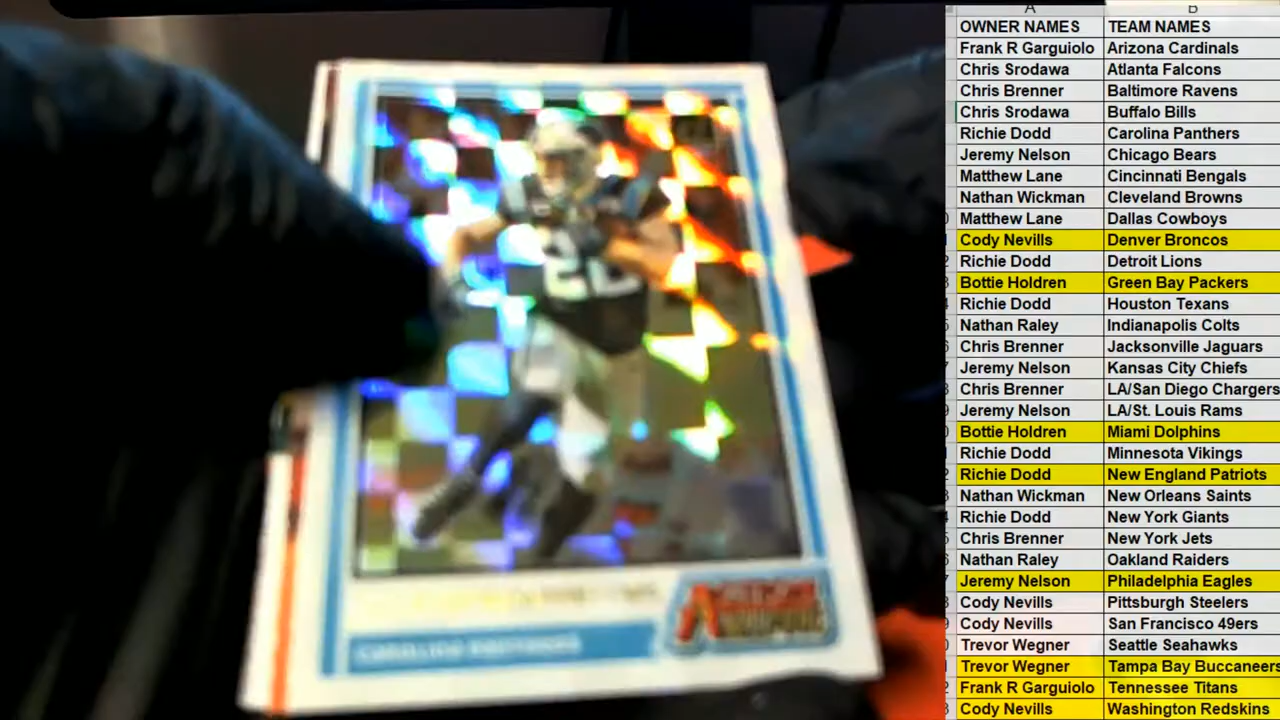 A B
OWNER NAMES TEAM NAMES
Frank R Garguiolo Arizona Cardinals
Chris Srodawa Atlanta Falcons
Chris Brenner Baltimore Ravens
Chris Srodawa Buffalo Bills
Richie Dodd Carolina Panthers
Jeremy Nelson Chicago Bears
Matthew Lane Cincinnati Bengals
Nathan Wickman Cleveland Browns
Matthew Lane Dallas Cowboys
Cody Nevills Denver Broncos
Richie Dodd Detroit Lions
Bottie Holdren Green Bay Packers
Richie Dodd Houston Texans
Nathan Raley Indianapolis Colts
Chris Brenner Jacksonville Jaguars
Jeremy Nelson Kansas City Chiefs
Chris Brenner LA/San Diego Chargers
Jeremy Nelson LA/St. Louis Rams
Bottie Holdren Miami Dolphins
Richie Dodd Minnesota Vikings
Richie Dodd New England Patriots
Nathan Wickman New Orleans Saints
Richie Dodd New York Giants
Chris Brenner New York Jets
Nathan Raley Oakland Raiders
Jeremy Nelson Philadelphia Eagles
Cody Nevills Pittsburgh Steelers
Cody Nevills San Francisco 49ers
Trevor Wegner Seattle Seahawks
Trevor Wegner Tampa Bay Buccaneers
Frank R Garguiolo Tennessee Titans
Cody Nevills Washington Redskins
CAROLINA PANTHERS